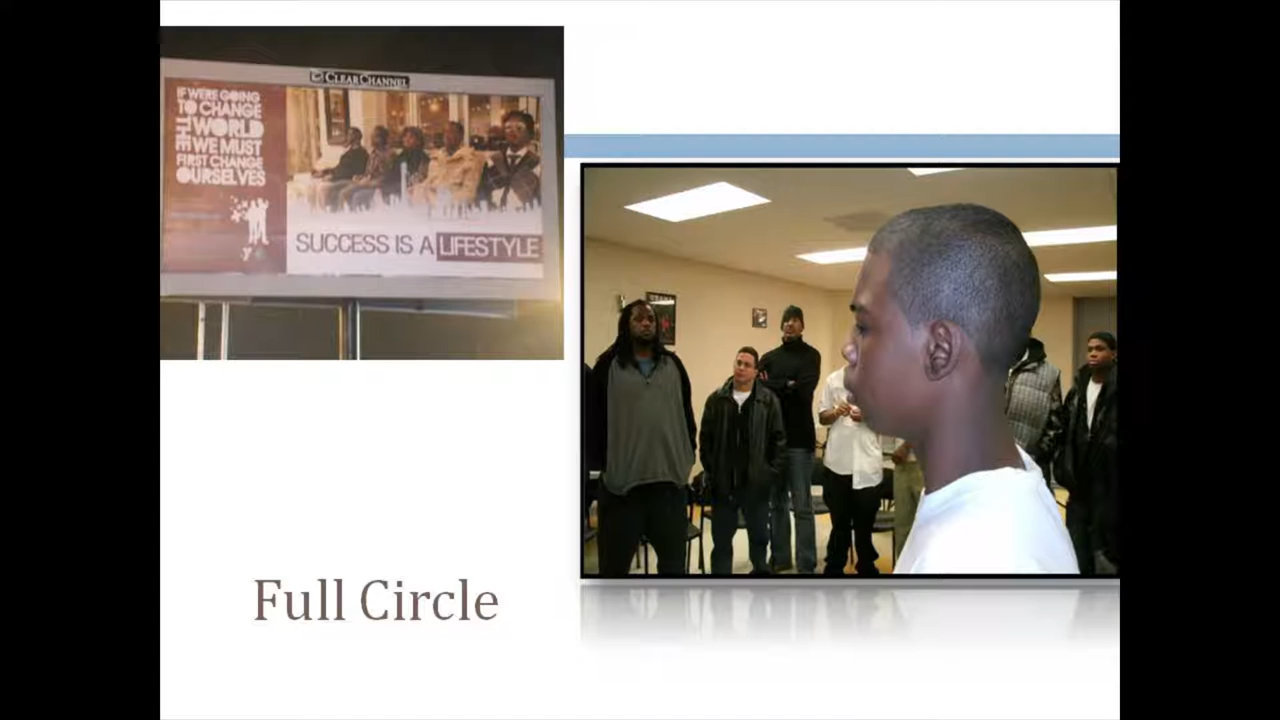 CLEARCHANNEL
IF WE'RE GOING
TO CHANGE
THE WORLD
WE MUST
FIRST CHANGE
OURSELVES
SUCCESS IS A LIFESTYLE
Full Circle